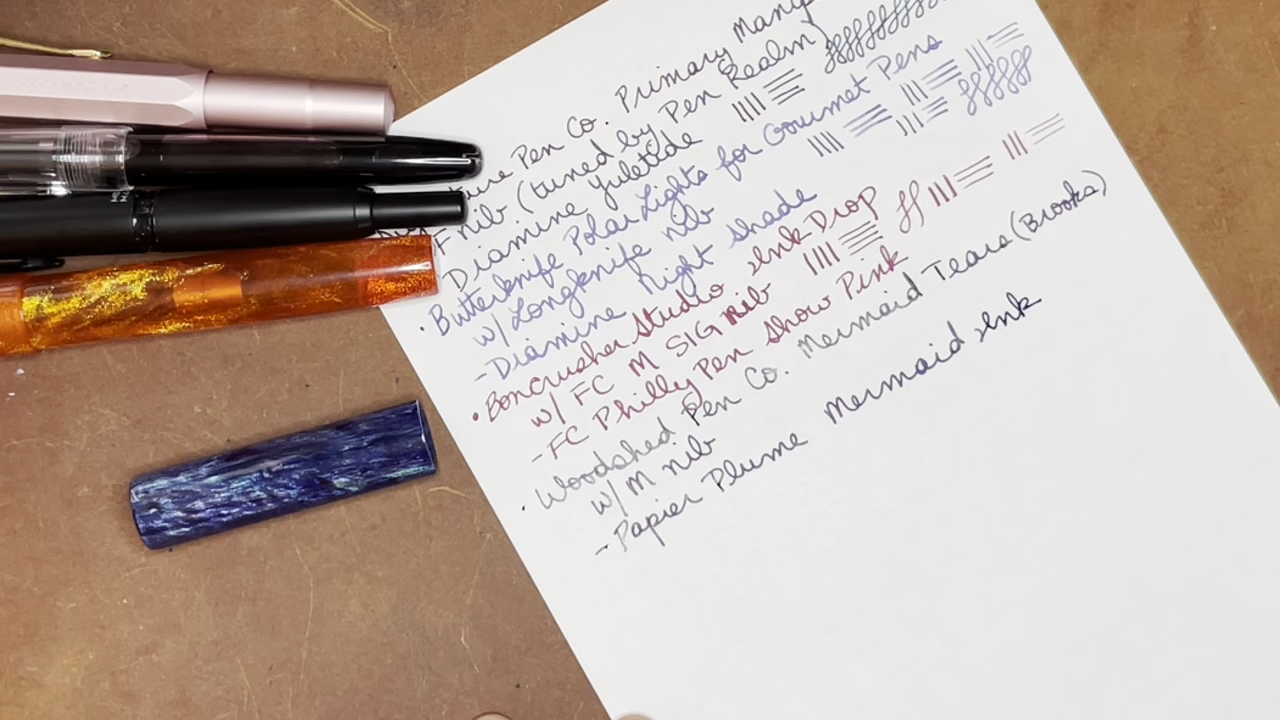 Pen Co. Primary
F nib (tuned by Pen Realm)
Diamine Yuletide
· Butterknife Polar Lights for Gourmet Pens
w/ Longknife nib
- Diamine Night Shade
· Boncrusher Studio Ink Drop
w/ FC M SIG nib
- FC Philly Pen Show Pink
· Woodshed Pen Co. Mermaid Tears (Brooks)
w/ M nib
- Papier Plume Mermaid Ink